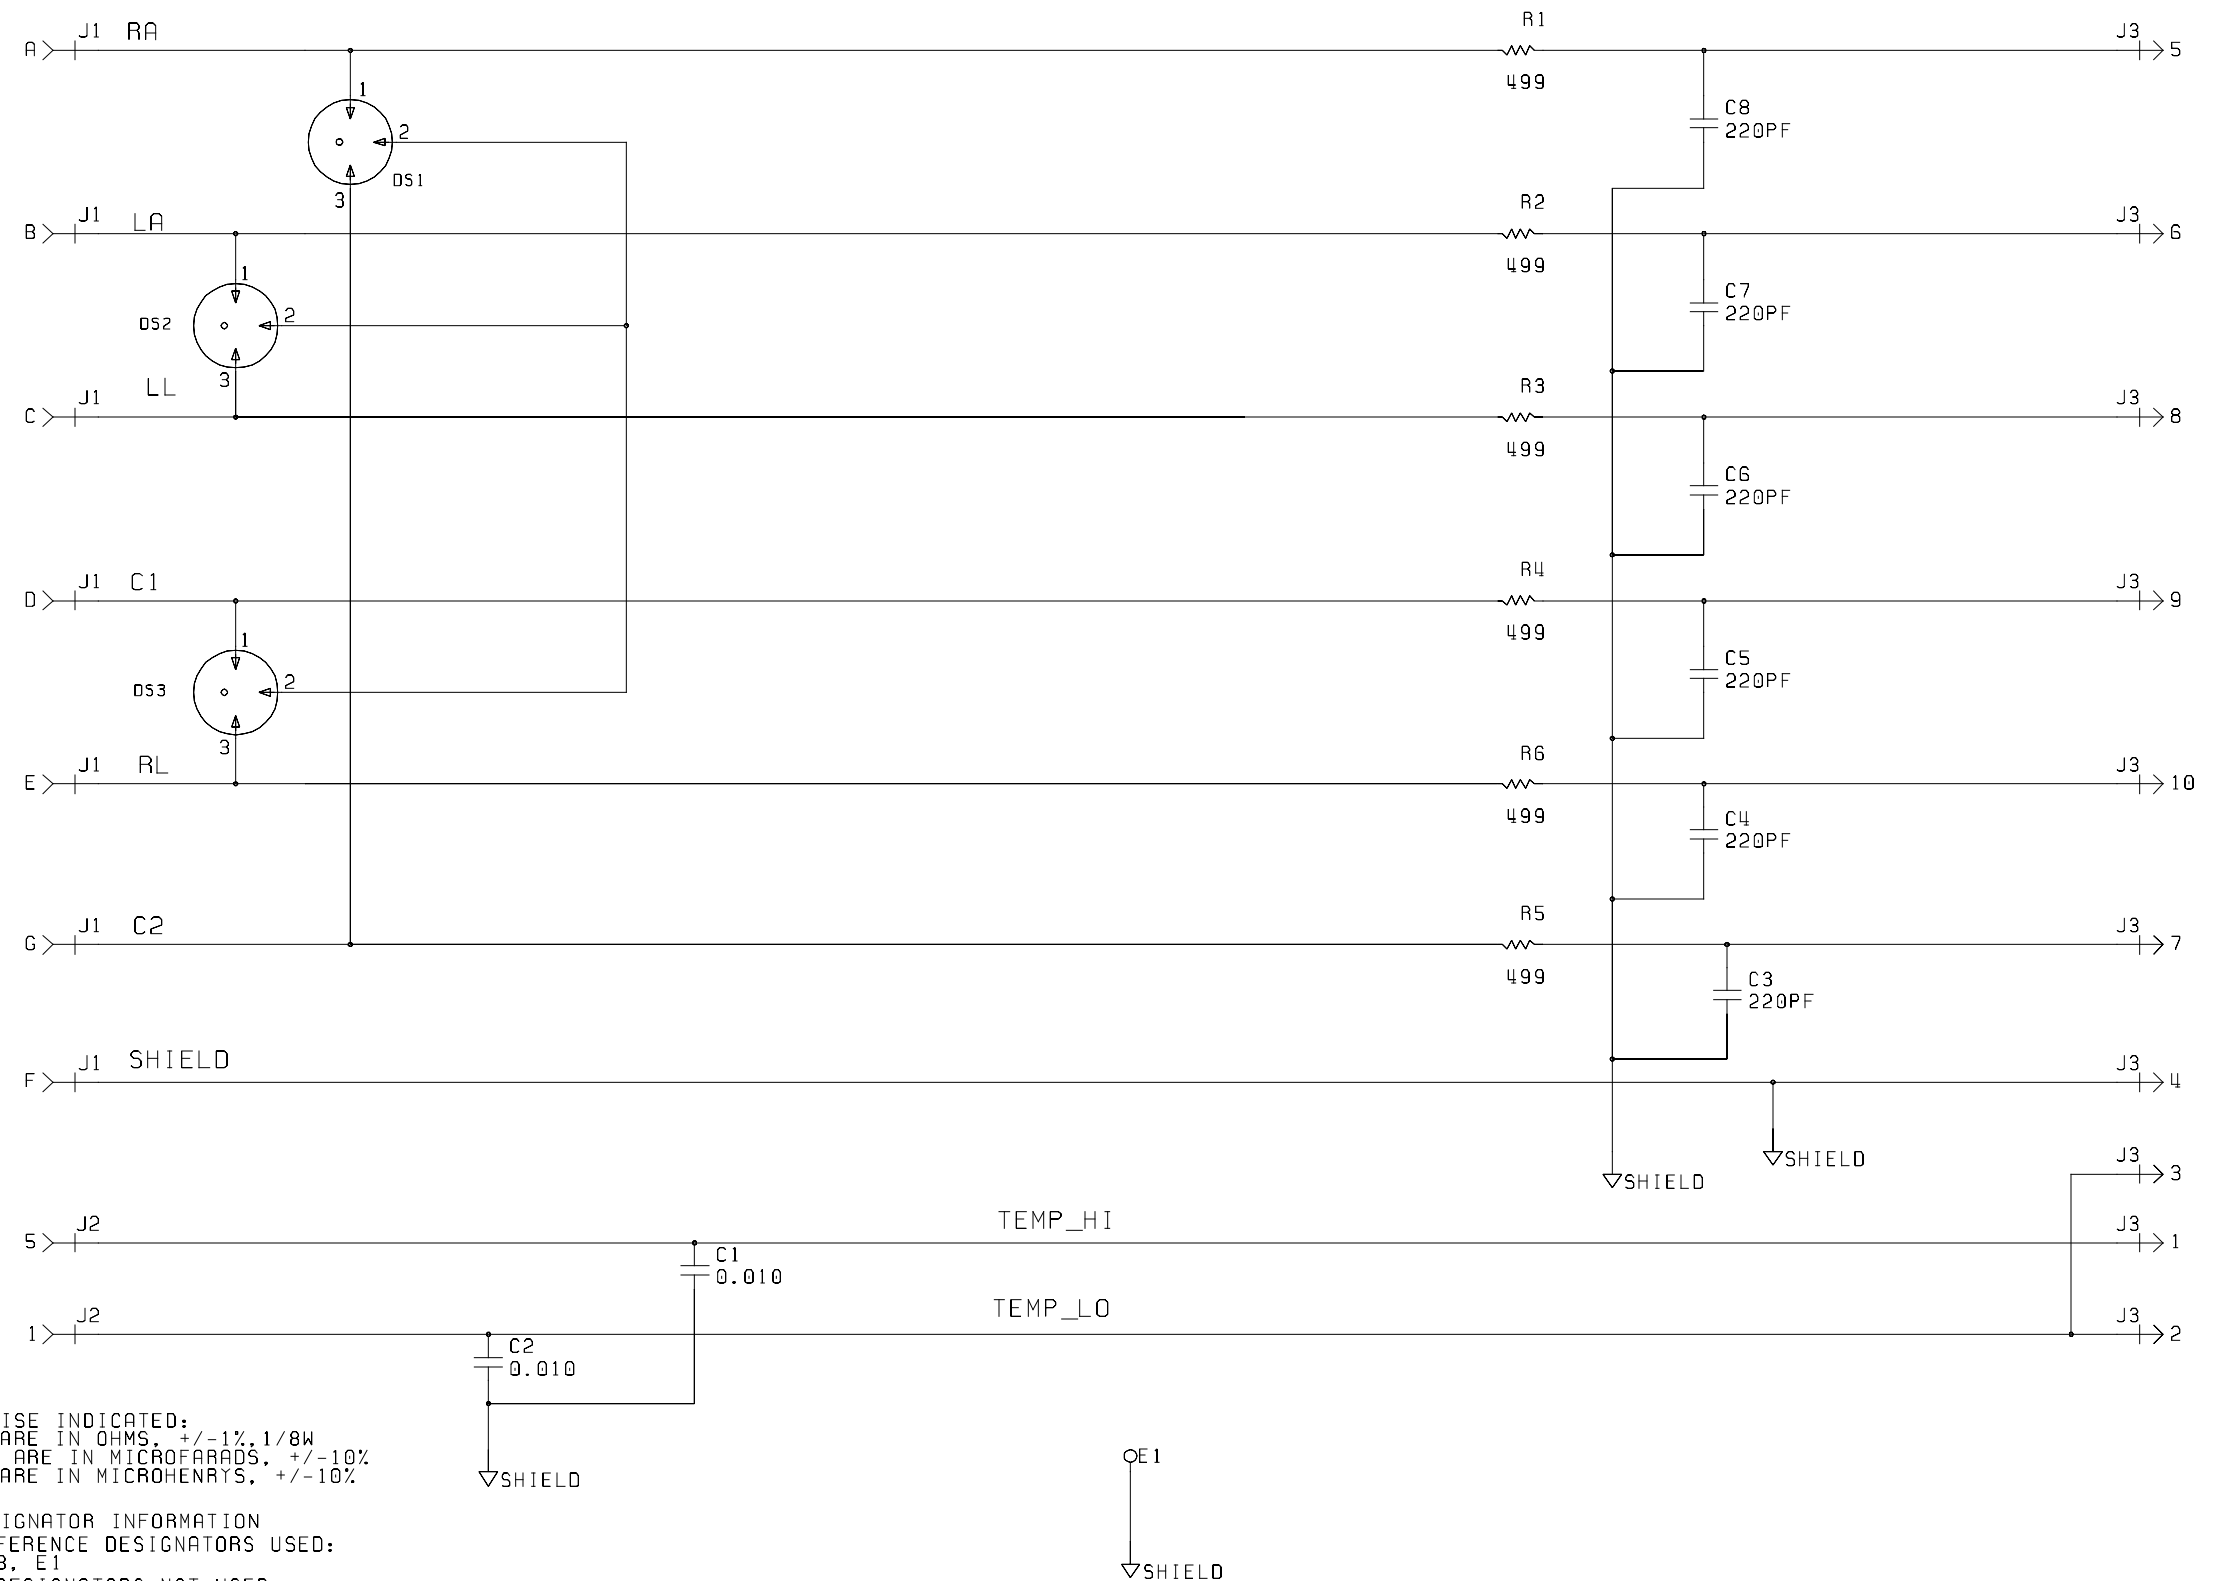 J1 RA R1 J3
A 5
499
1
C8
220PF
2
DS1
3
J1 LA R2 J3
B 6
499
1
C7
220PF
DS2 2
3
J1 LL R3 J3
C 8
499
C6
220PF
J1 C1 R4 J3
D 9
499
1
C5
220PF
DS3 2
3
J1 RL R6 J3
E 10
499
C4
220PF
J1 C2 R5 J3
G 7
499
C3
220PF
J1 SHIELD J3
F 4
SHIELD
SHIELD
J3
3
J2 TEMP_HI J3
5 1
C1
0.010
J2 TEMP_LO J3
1 2
C2
0.010
SHIELD
ISE INDICATED:
ARE IN OHMS, +/-1%,1/8W
ARE IN MICROFARADS, +/-10%
ARE IN MICROHENRYS, +/-10%
E1
SHIELD
IGNATOR INFORMATION
FERENCE DESIGNATORS USED:
, E1